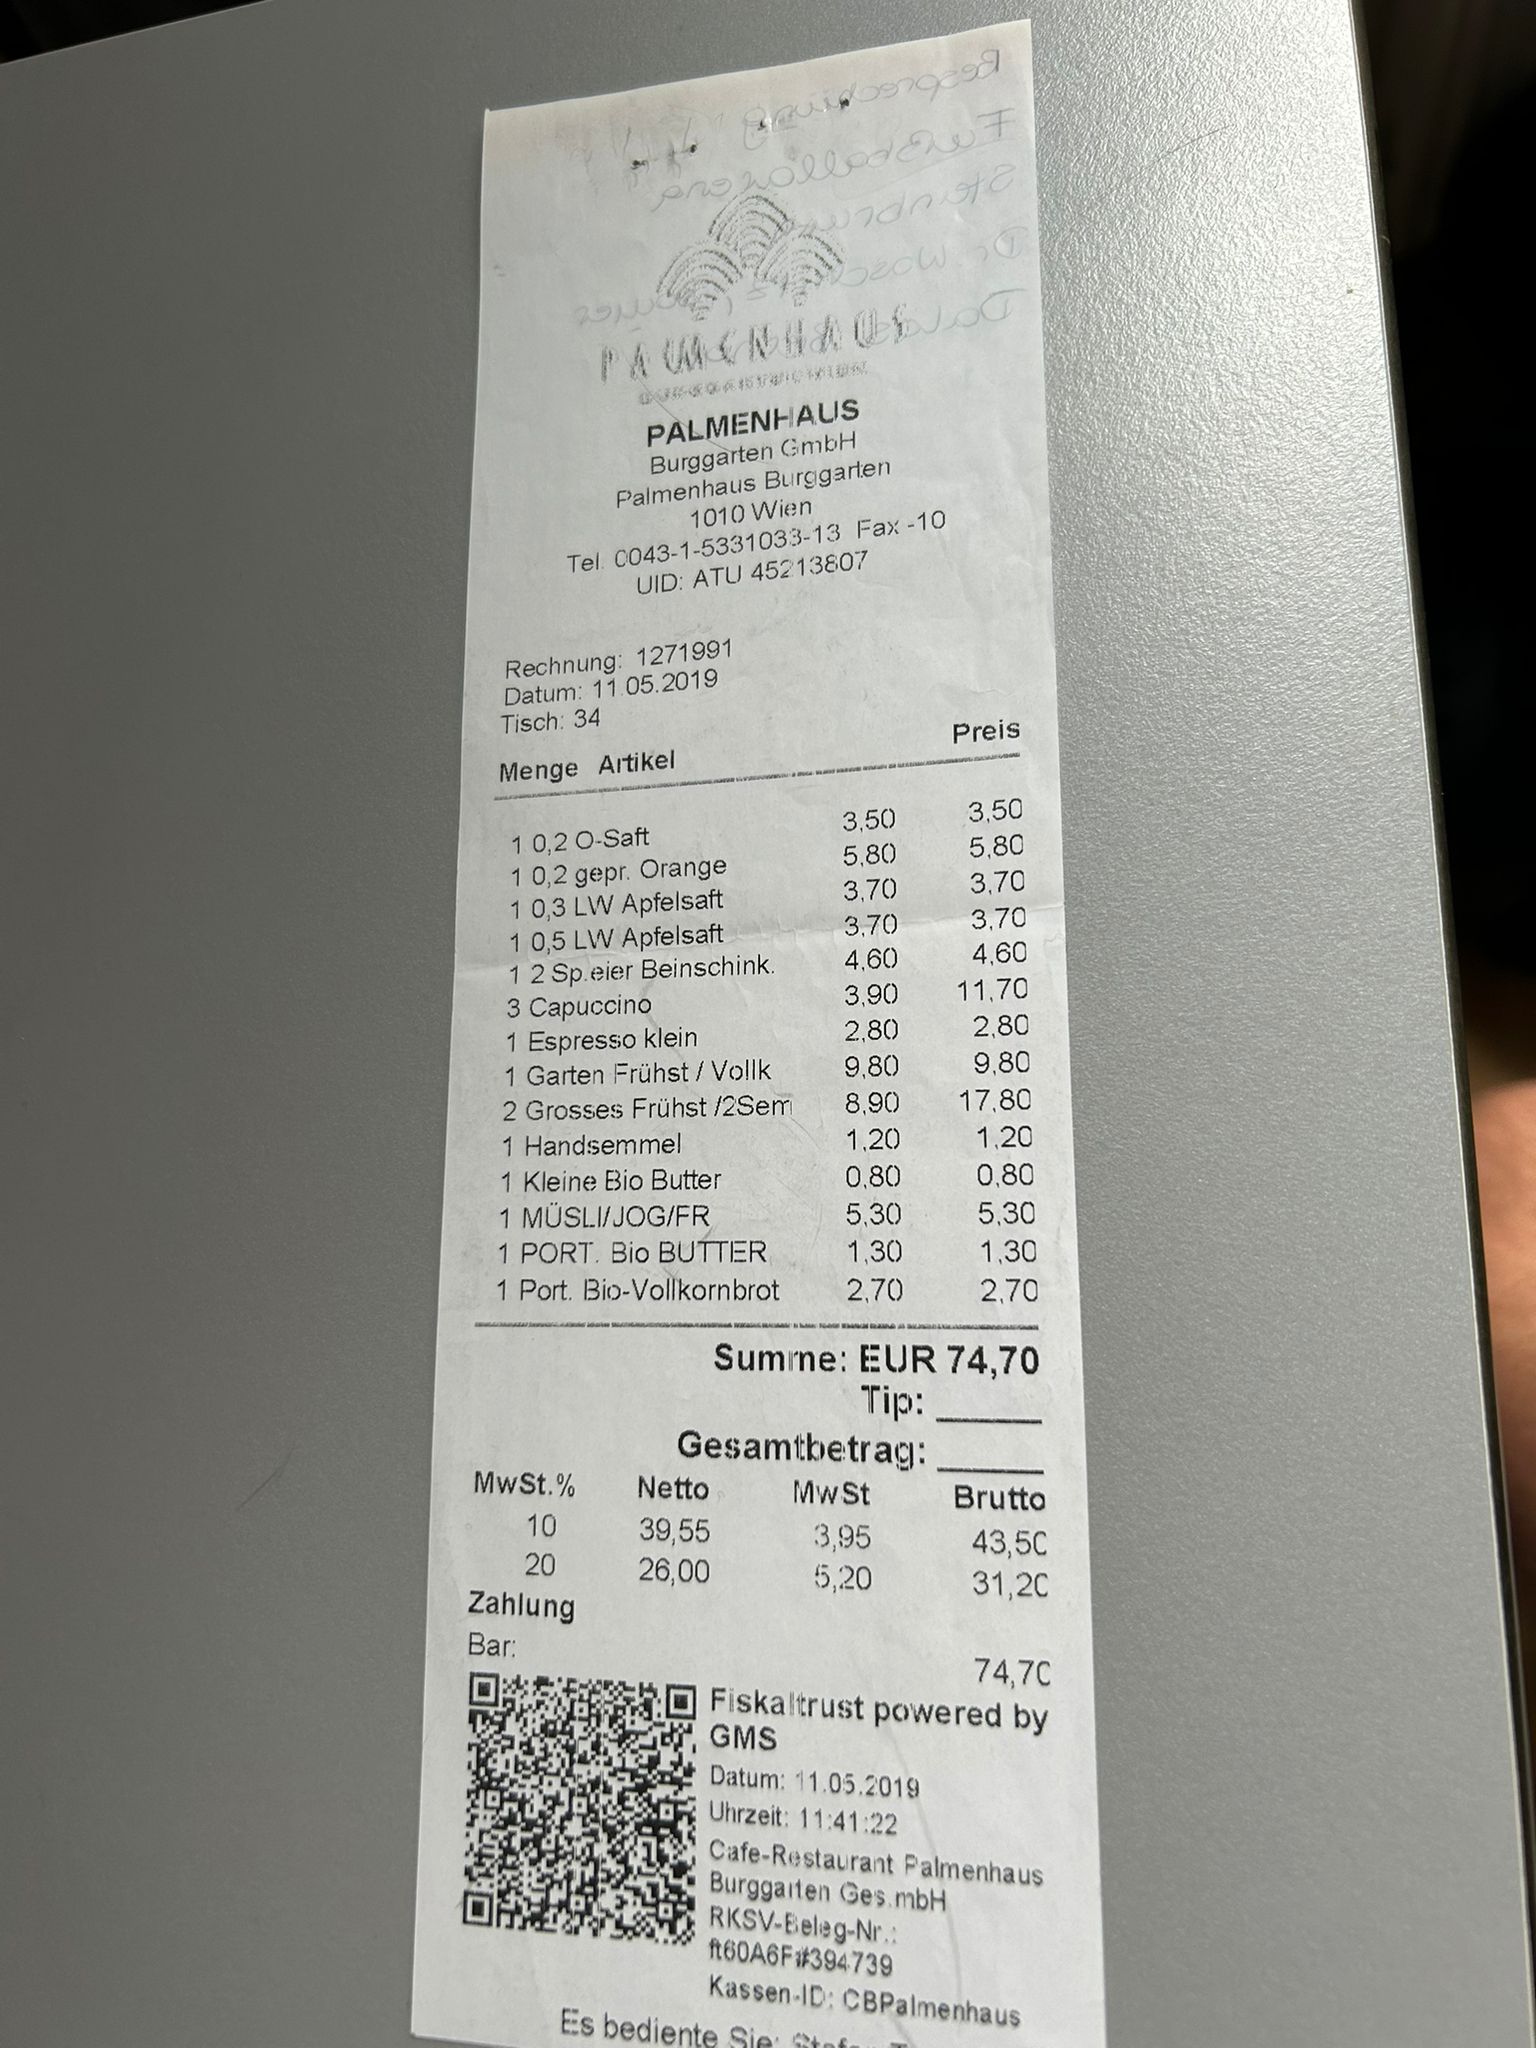 PALMENHAUS
PALMENHAUS
Burggarten GmbH
Palmenhaus Burggarten
1010 Wien
Tel. 0043-1-5331033-13 Fax -10
UID: ATU 45213807
Rechnung: 1271991
Datum: 11.05.2019
Tisch: 34
Menge Artikel Preis
1 0,2 O-Saft 3,50 3,50
1 0,2 gepr. Orange 5,80 5,80
1 0,3 LW Apfelsaft 3,70 3,70
1 0,5 LW Apfelsaft 3,70 3,70
1 2 Sp.eier Beinschink. 4,60 4,60
3 Capuccino 3,90 11,70
1 Espresso klein 2,80 2,80
1 Garten Frühst / Vollk 9,80 9,80
2 Grosses Frühst /2Sem 8,90 17,80
1 Handsemmel 1,20 1,20
1 Kleine Bio Butter 0,80 0,80
1 MÜSLI/JOG/FR 5,30 5,30
1 PORT. Bio BUTTER 1,30 1,30
1 Port. Bio-Vollkornbrot 2,70 2,70
Summe: EUR 74,70
Tip:
Gesamtbetrag:
MwSt.% Netto MwSt Brutto
10 39,55 3,95 43,50
20 26,00 5,20 31,20
Zahlung
Bar: 74,70
Fiskaltrust powered by
GMS
Datum: 11.05.2019
Uhrzeit: 11:41:22
Cafe-Restaurant Palmenhaus
Burggarten Ges.mbH
RKSV-Beleg-Nr.:
ft60A6F#394739
Kassen-ID: CBPalmenhaus
Es bediente Sie: